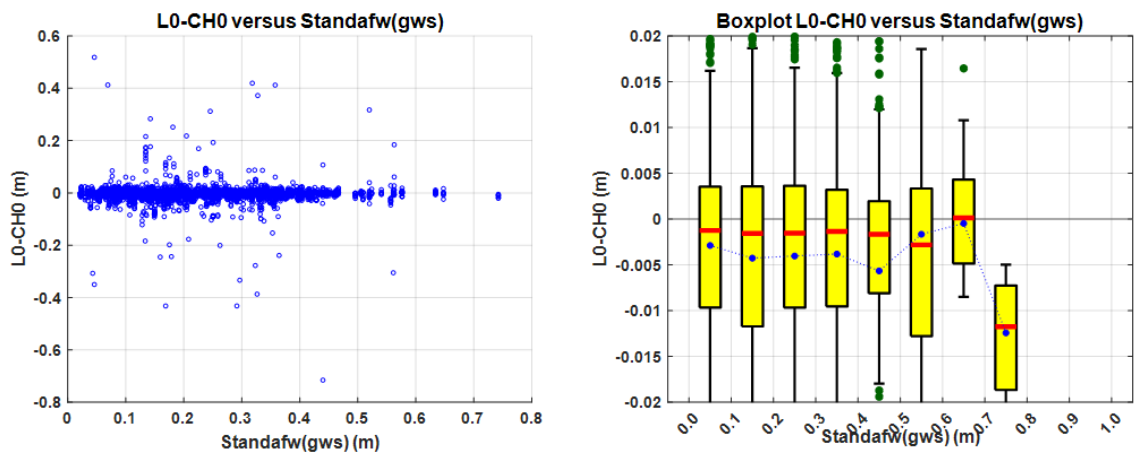 L0-CH0 versus Standafw(gws)
L0-CH0 (m)
0.6
0.4
0.2
0
-0.2
-0.4
-0.6
-0.8
0 0.1 0.2 0.3 0.4 0.5 0.6 0.7 0.8
Standafw(gws) (m)
Boxplot L0-CH0 versus Standafw(gws)
L0-CH0 (m)
0.02
0.015
0.01
0.005
0
-0.005
-0.01
-0.015
-0.02
0.0 0.1 0.2 0.3 0.4 0.5 0.6 0.7 0.8 0.9 1.0
Standafw(gws) (m)